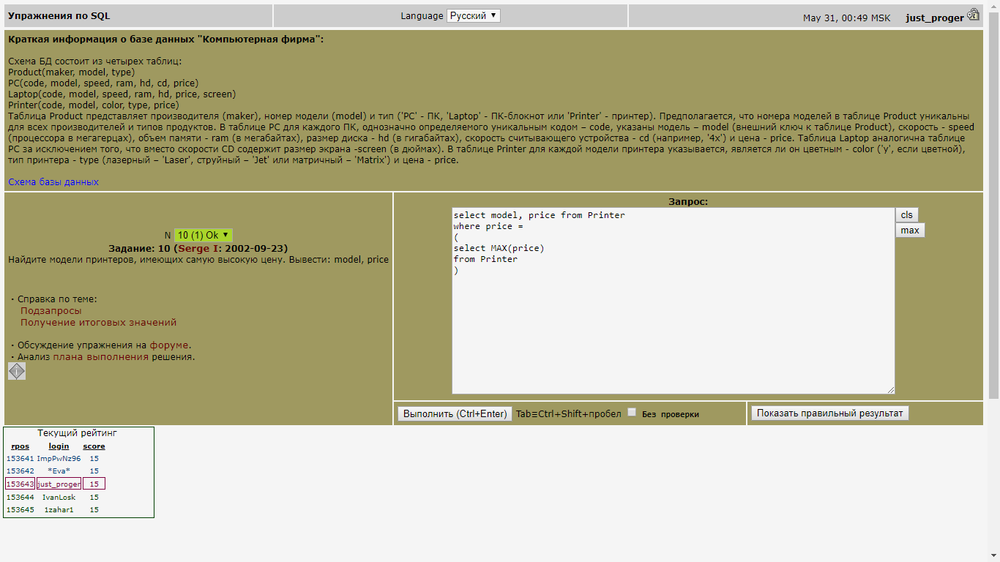 Упражнения по SQL
Language Русский
May 31, 00:49 MSK just_proger
Краткая информация о базе данных "Компьютерная фирма":
Схема БД состоит из четырех таблиц:
Product(maker, model, type)
PC(code, model, speed, ram, hd, cd, price)
Laptop(code, model, speed, ram, hd, price, screen)
Printer(code, model, color, type, price)
Таблица Product представляет производителя (maker), номер модели (model) и тип ('PC' - ПК, 'Laptop' - ПК-блокнот или 'Printer' - принтер). Предполагается, что номера моделей в таблице Product уникальны
для всех производителей и типов продуктов. В таблице PC для каждого ПК, однозначно определяемого уникальным кодом – code, указаны модель – model (внешний ключ к таблице Product), скорость - speed
(процессора в мегагерцах), объем памяти - ram (в мегабайтах), размер диска - hd (в гигабайтах), скорость считывающего устройства - cd (например, '4x') и цена - price. Таблица Laptop аналогична таблице
РС за исключением того, что вместо скорости CD содержит размер экрана -screen (в дюймах). В таблице Printer для каждой модели принтера указывается, является ли он цветным - color ('y', если цветной),
тип принтера - type (лазерный – 'Laser', струйный – 'Jet' или матричный – 'Matrix') и цена - price.
Схема базы данных
N 10 (1) Ok
Задание: 10 (Serge I: 2002-09-23)
Найдите модели принтеров, имеющих самую высокую цену. Вывести: model, price
• Справка по теме:
Подзапросы
Получение итоговых значений
• Обсуждение упражнения на форуме.
• Анализ плана выполнения решения.
Запрос:
select model, price from Printer
where price =
(
select MAX(price)
from Printer
)
cls
max
Выполнить (Ctrl+Enter) Tab≡Ctrl+Shift+пробел Без проверки
Показать правильный результат
Текущий рейтинг
rpos login score
153641 ImpPwNz96 15
153642 *Eva* 15
153643 just_proger 15
153644 IvanLosk 15
153645 1zahar1 15